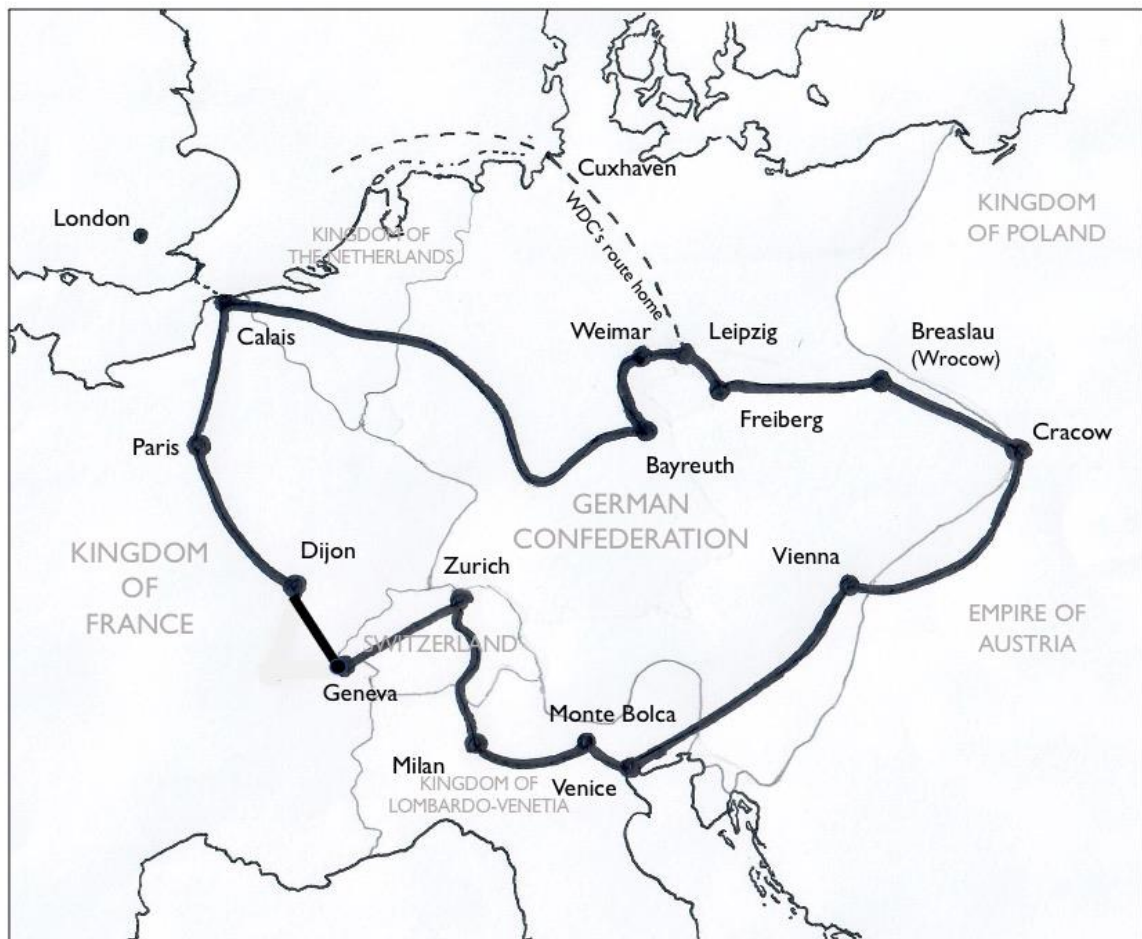 Cuxhaven
KINGDOM
OF POLAND
London
KINGDOM OF
THE NETHERLANDS
WDC's route home
Calais
Weimar
Leipzig
Breaslau
(Wrocow)
Freiberg
Paris
Cracow
Bayreuth
GERMAN
CONFEDERATION
KINGDOM
OF
FRANCE
Dijon
Zurich
Vienna
EMPIRE OF
AUSTRIA
SWITZERLAND
Geneva
Monte Bolca
Milan
Venice
KINGDOM OF
LOMBARDO-VENETIA